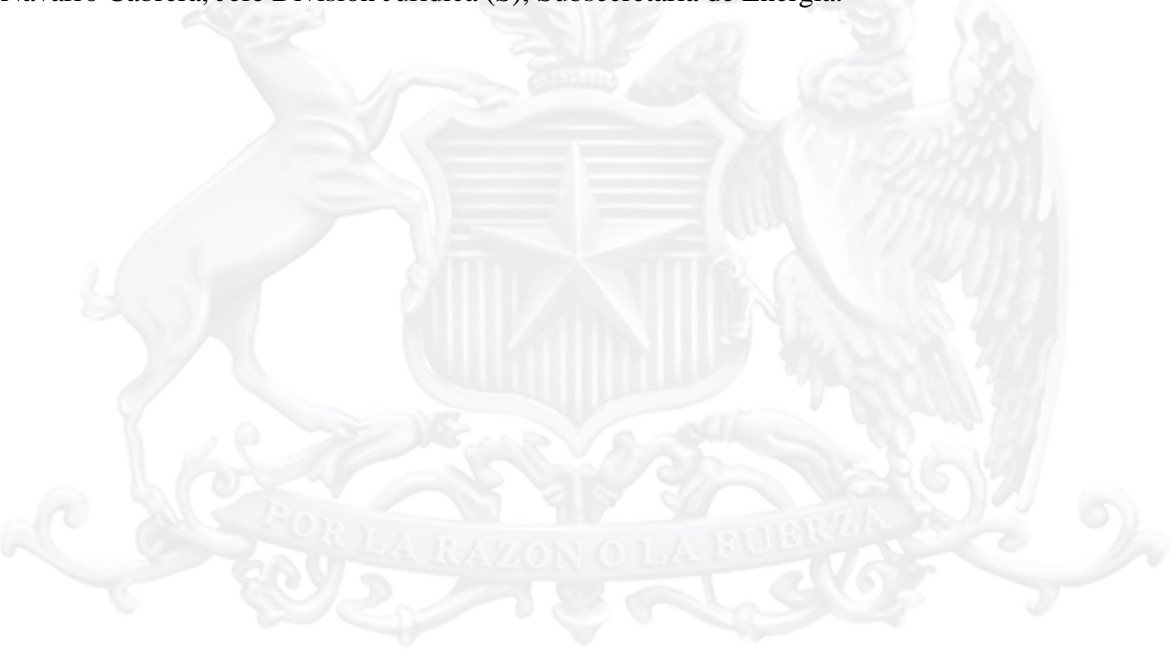 Navarro Cabrera, Jefe División Jurídica (S), Subsecretaría de Energía.
POR LA RAZON O LA FUERZA